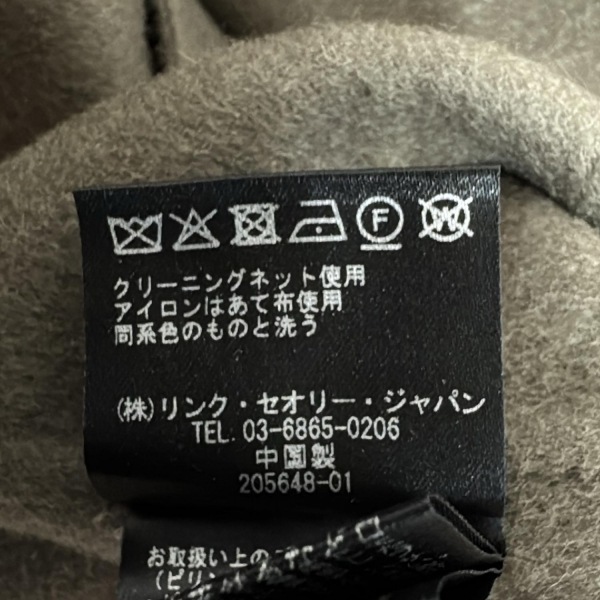 F W
クリーニングネット使用
アイロンはあて布使用
同系色のものと洗う
(株)リンク・セオリー・ジャパン
TEL.03-6865-0206
中国製
205648-01
お取扱い上の
(ピリン